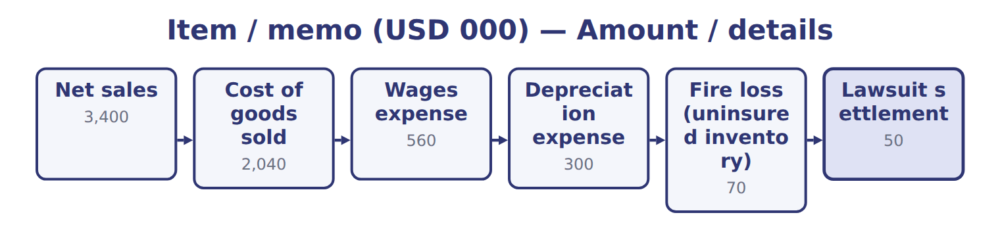 Item / memo (USD 000) — Amount / details
Net sales
3,400
Cost of
goods
sold
2,040
Wages
expense
560
Depreciat
ion
expense
300
Fire loss
(uninsure
d invento
ry)
70
Lawsuit s
ettlement
50